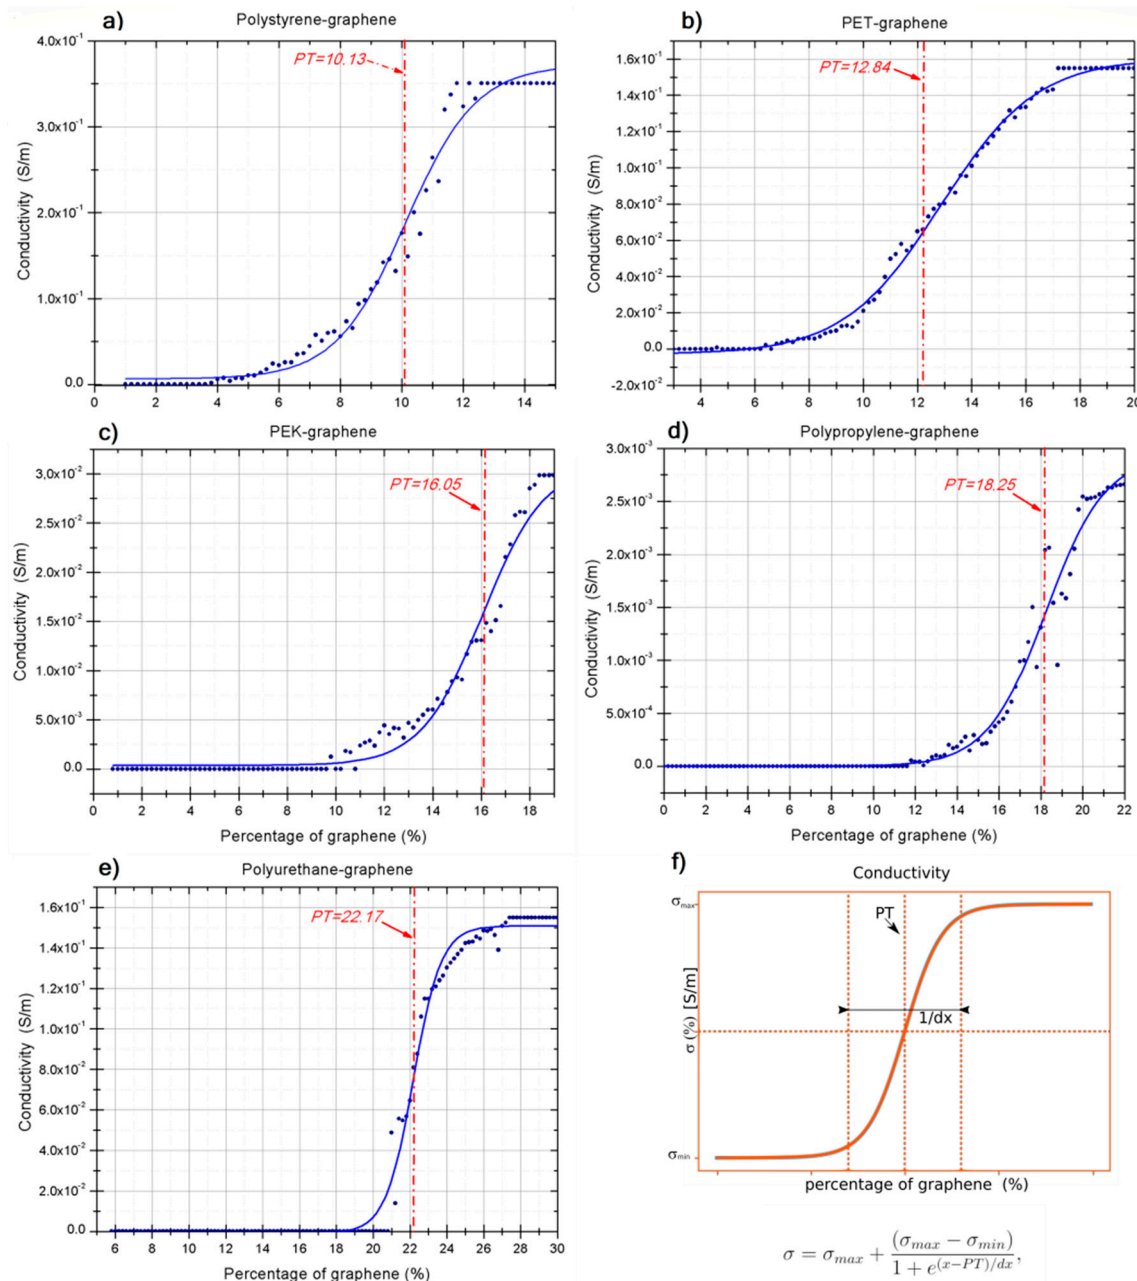 a)
Polystyrene-graphene
4.0x10⁻¹
3.0x10⁻¹
2.0x10⁻¹
1.0x10⁻¹
0.0
Conductivity (S/m)
PT=10.13
0 2 4 6 8 10 12 14
b)
PET-graphene
1.6x10⁻¹
1.4x10⁻¹
1.2x10⁻¹
1.0x10⁻¹
8.0x10⁻²
6.0x10⁻²
4.0x10⁻²
2.0x10⁻²
0.0
-2.0x10⁻²
Conductivity (S/m)
PT=12.84
4 6 8 10 12 14 16 18 20
c)
PEK-graphene
3.0x10⁻²
2.5x10⁻²
2.0x10⁻²
1.5x10⁻²
1.0x10⁻²
5.0x10⁻³
0.0
Conductivity (S/m)
PT=16.05
0 2 4 6 8 10 12 14 16 18
Percentage of graphene (%)
d)
Polypropylene-graphene
3.0x10⁻³
2.5x10⁻³
2.0x10⁻³
1.5x10⁻³
1.0x10⁻³
5.0x10⁻⁴
0.0
Conductivity (S/m)
PT=18.25
0 2 4 6 8 10 12 14 16 18 20 22
Percentage of graphene (%)
e)
Polyurethane-graphene
1.6x10⁻¹
1.4x10⁻¹
1.2x10⁻¹
1.0x10⁻¹
8.0x10⁻²
6.0x10⁻²
4.0x10⁻²
2.0x10⁻²
0.0
Conductivity (S/m)
PT=22.17
6 8 10 12 14 16 18 20 22 24 26 28 30
Percentage of graphene (%)
f)
Conductivity
σmax
σmin
σ (%) [S/m]
PT
1/dx
percentage of graphene (%)
σ = σ_max + (σ_max − σ_min) / (1 + e^((x−PT)/dx)),